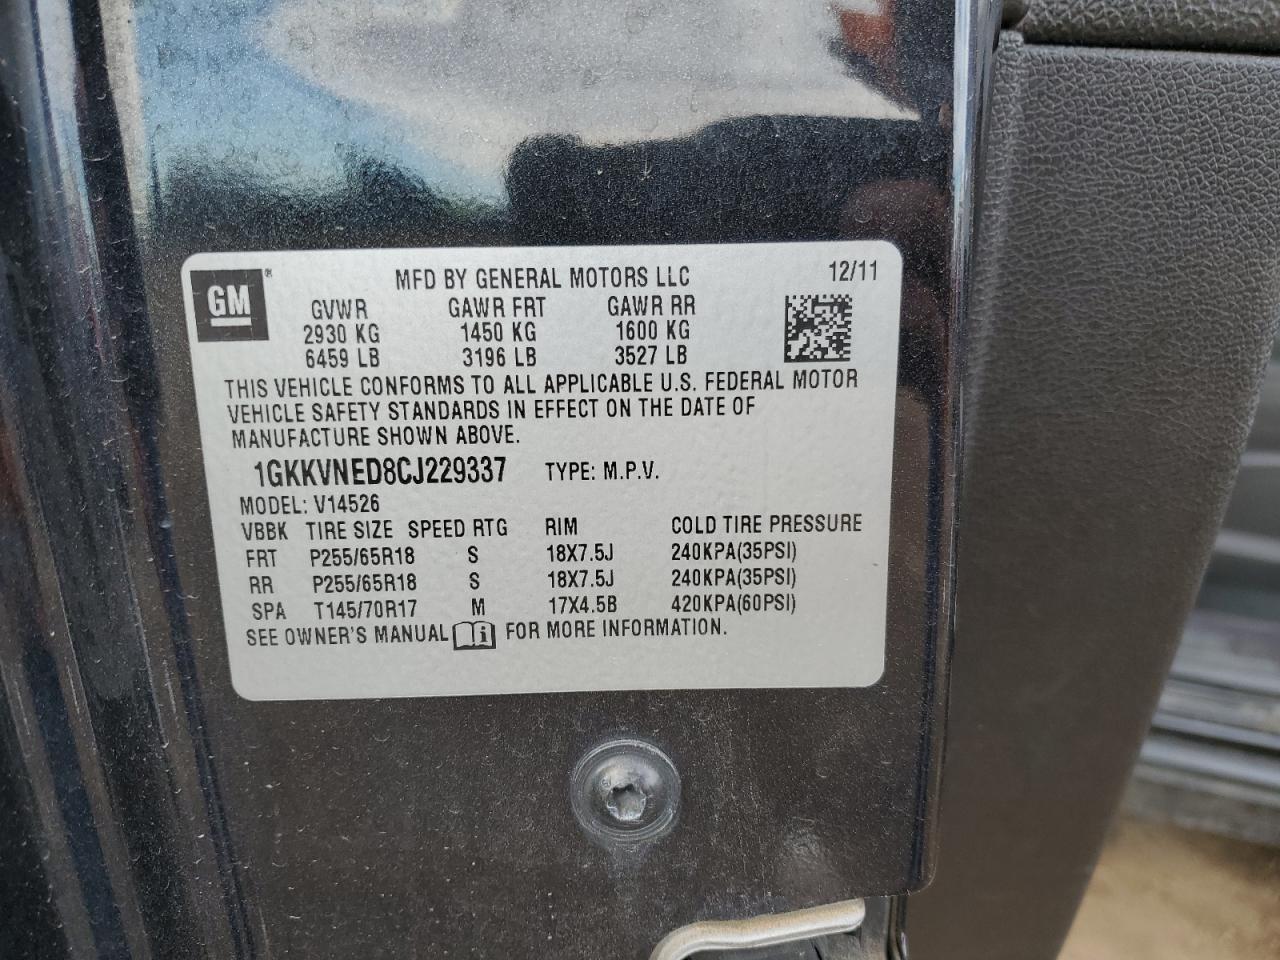 GM® MFD BY GENERAL MOTORS LLC 12/11
GVWR GAWR FRT GAWR RR
2930 KG 1450 KG 1600 KG
6459 LB 3196 LB 3527 LB
THIS VEHICLE CONFORMS TO ALL APPLICABLE U.S. FEDERAL MOTOR
VEHICLE SAFETY STANDARDS IN EFFECT ON THE DATE OF
MANUFACTURE SHOWN ABOVE.
1GKKVNED8CJ229337 TYPE: M.P.V.
MODEL: V14526
VBBK TIRE SIZE SPEED RTG RIM COLD TIRE PRESSURE
FRT P255/65R18 S 18X7.5J 240KPA(35PSI)
RR P255/65R18 S 18X7.5J 240KPA(35PSI)
SPA T145/70R17 M 17X4.5B 420KPA(60PSI)
SEE OWNER'S MANUAL FOR MORE INFORMATION.